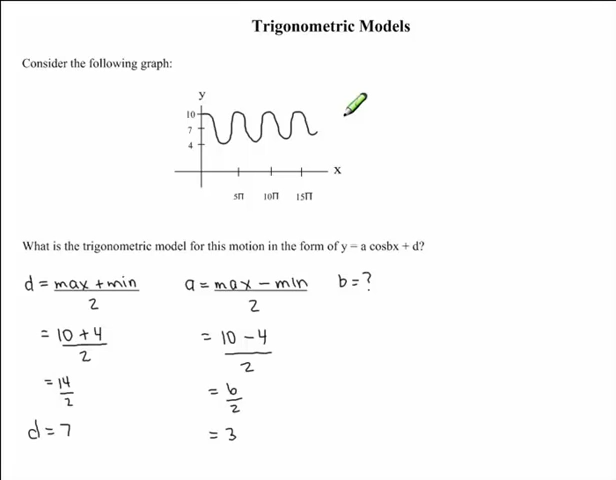 Trigonometric Models
Consider the following graph:
y
10
7
4
x
5Π 10Π 15Π
What is the trigonometric model for this motion in the form of y = a cosbx + d?
d = max + min / 2 a = max - min / 2 b = ?
= 10 + 4 / 2 = 10 - 4 / 2
= 14 / 2 = 6 / 2
d = 7 = 3